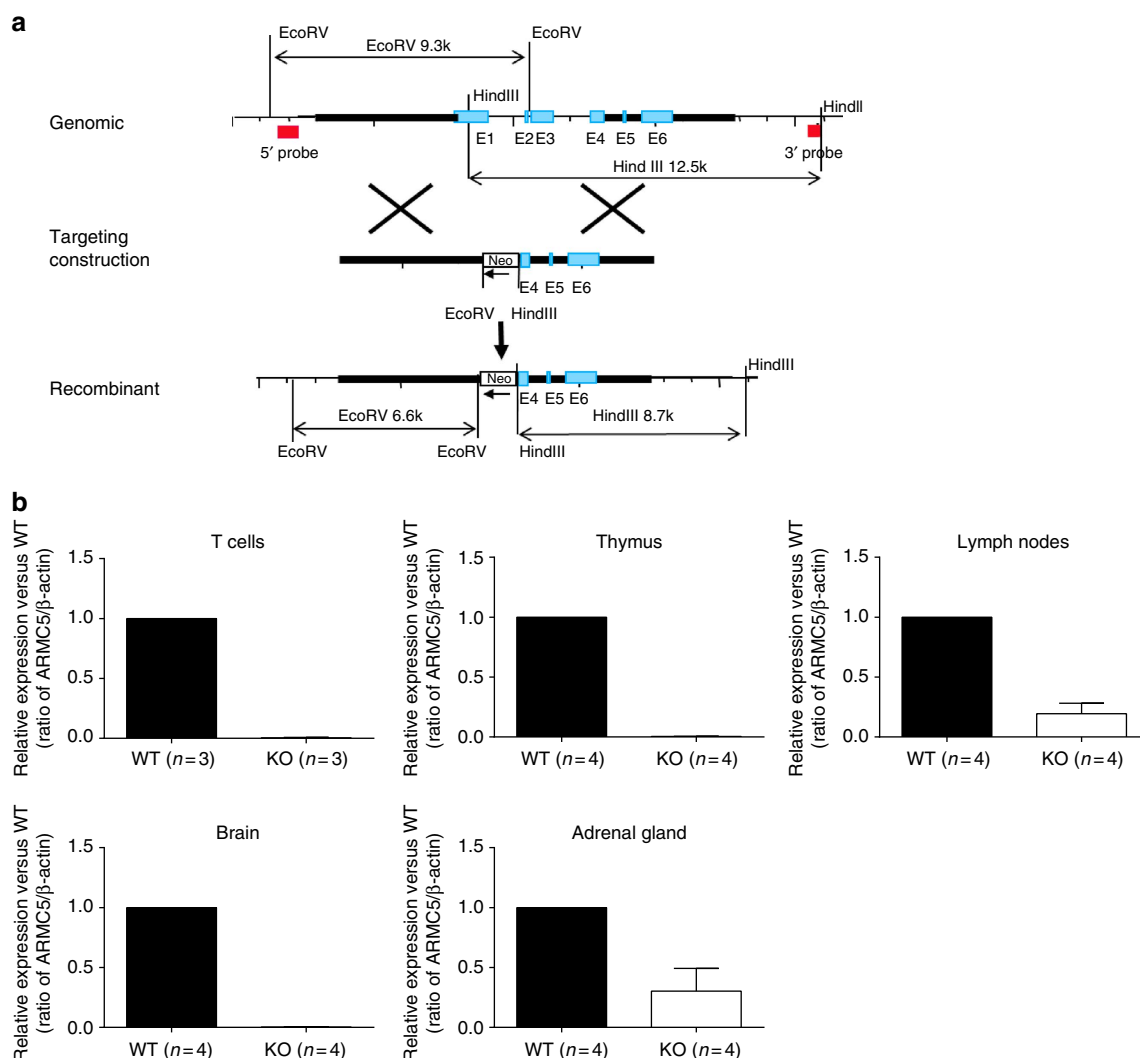 a
EcoRV
EcoRV 9.3k
EcoRV
HindIII
HindII
Genomic
E1
E2
E3
E4
E5
E6
5′ probe
3′ probe
Hind III 12.5k
Targeting
construction
Neo
E4
E5
E6
EcoRV
HindIII
Recombinant
HindIII
Neo
E4
E5
E6
EcoRV 6.6k
HindIII 8.7k
EcoRV
EcoRV
HindIII
b
T cells
Relative expression versus WT
(ratio of ARMC5/β-actin)
1.5
1.0
0.5
0.0
WT (n=3)
KO (n=3)
Thymus
Relative expression versus WT
(ratio of ARMC5/β-actin)
1.5
1.0
0.5
0.0
WT (n=4)
KO (n=4)
Lymph nodes
Relative expression versus WT
(ratio of ARMC5/β-actin)
1.5
1.0
0.5
0.0
WT (n=4)
KO (n=4)
Brain
Relative expression versus WT
(ratio of ARMC5/β-actin)
1.5
1.0
0.5
0.0
WT (n=4)
KO (n=4)
Adrenal gland
Relative expression versus WT
(ratio of ARMC5/β-actin)
1.5
1.0
0.5
0.0
WT (n=4)
KO (n=4)